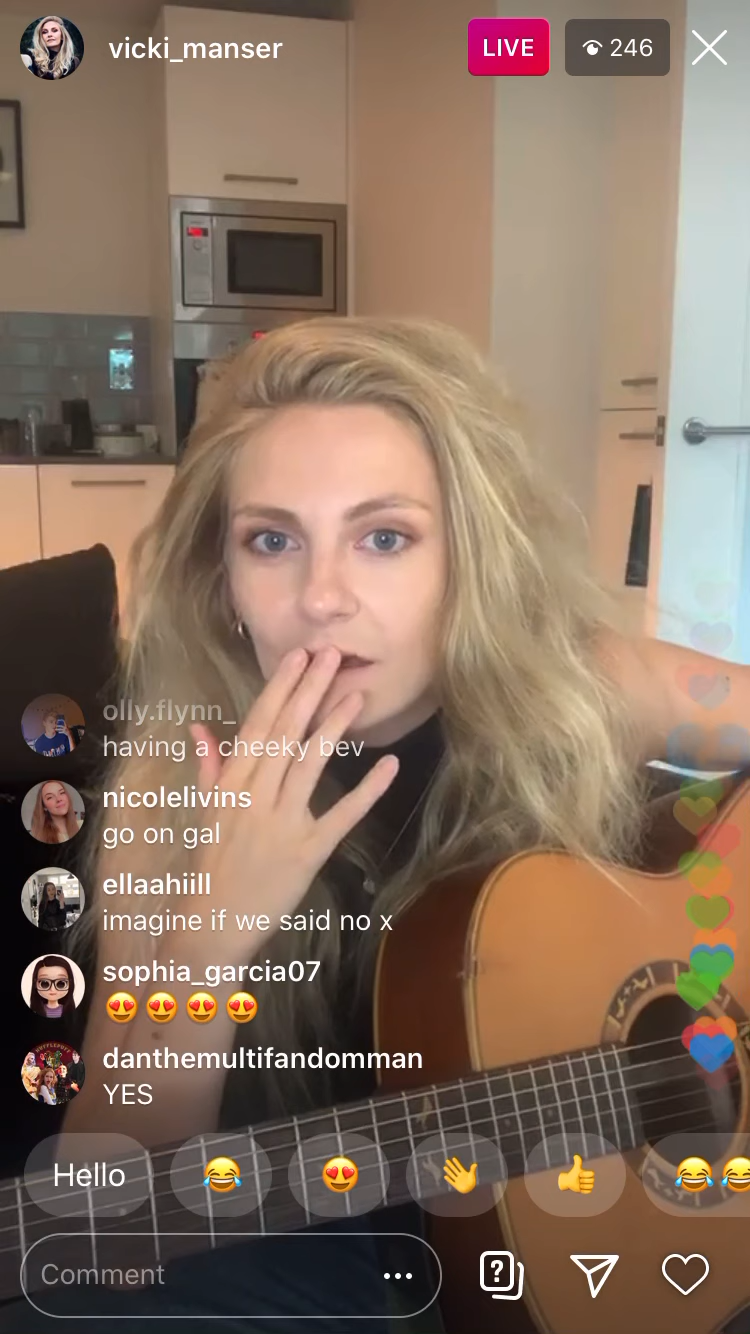 vicki_manser
LIVE
246
olly.flynn_
having a cheeky bev
nicolelivins
go on gal
ellaahiill
imagine if we said no x
sophia_garcia07
😍😍😍😍
danthemultifandomman
YES
Hello 😂 😍 👋 👍 😂😂
Comment